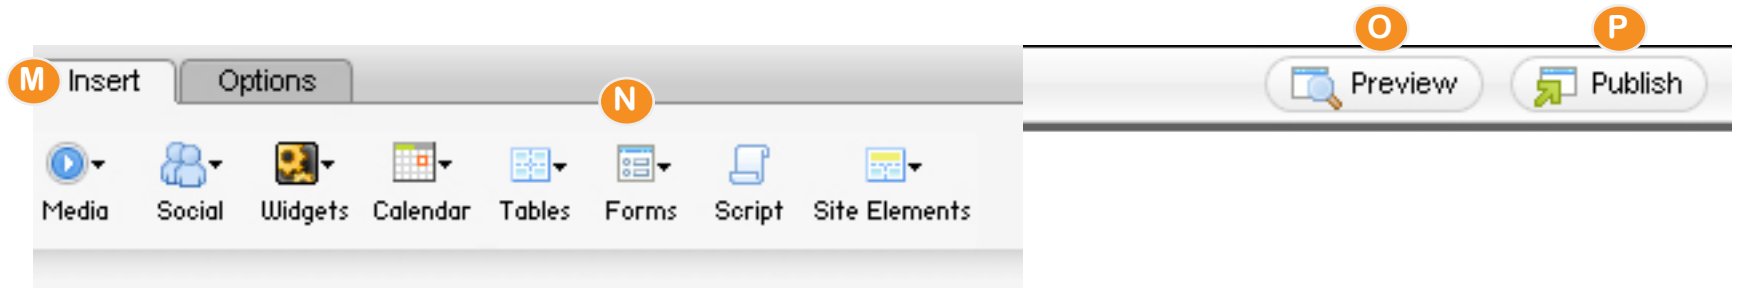 O P
M Insert Options Preview Publish
N
Media Social Widgets Calendar Tables Forms Script Site Elements